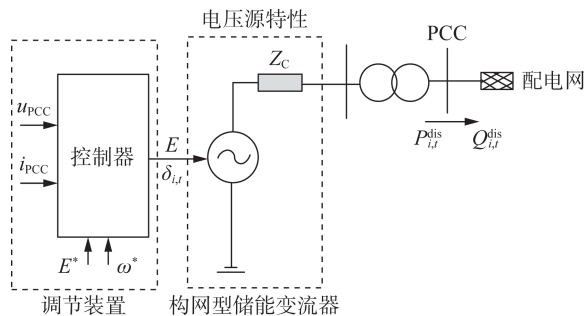 电压源特性
Z_C
PCC
配电网
u_PCC
i_PCC
控制器
E
δ_{i,t}
P_{i,t}^{dis}
Q_{i,t}^{dis}
E*
ω*
调节装置
构网型储能变流器